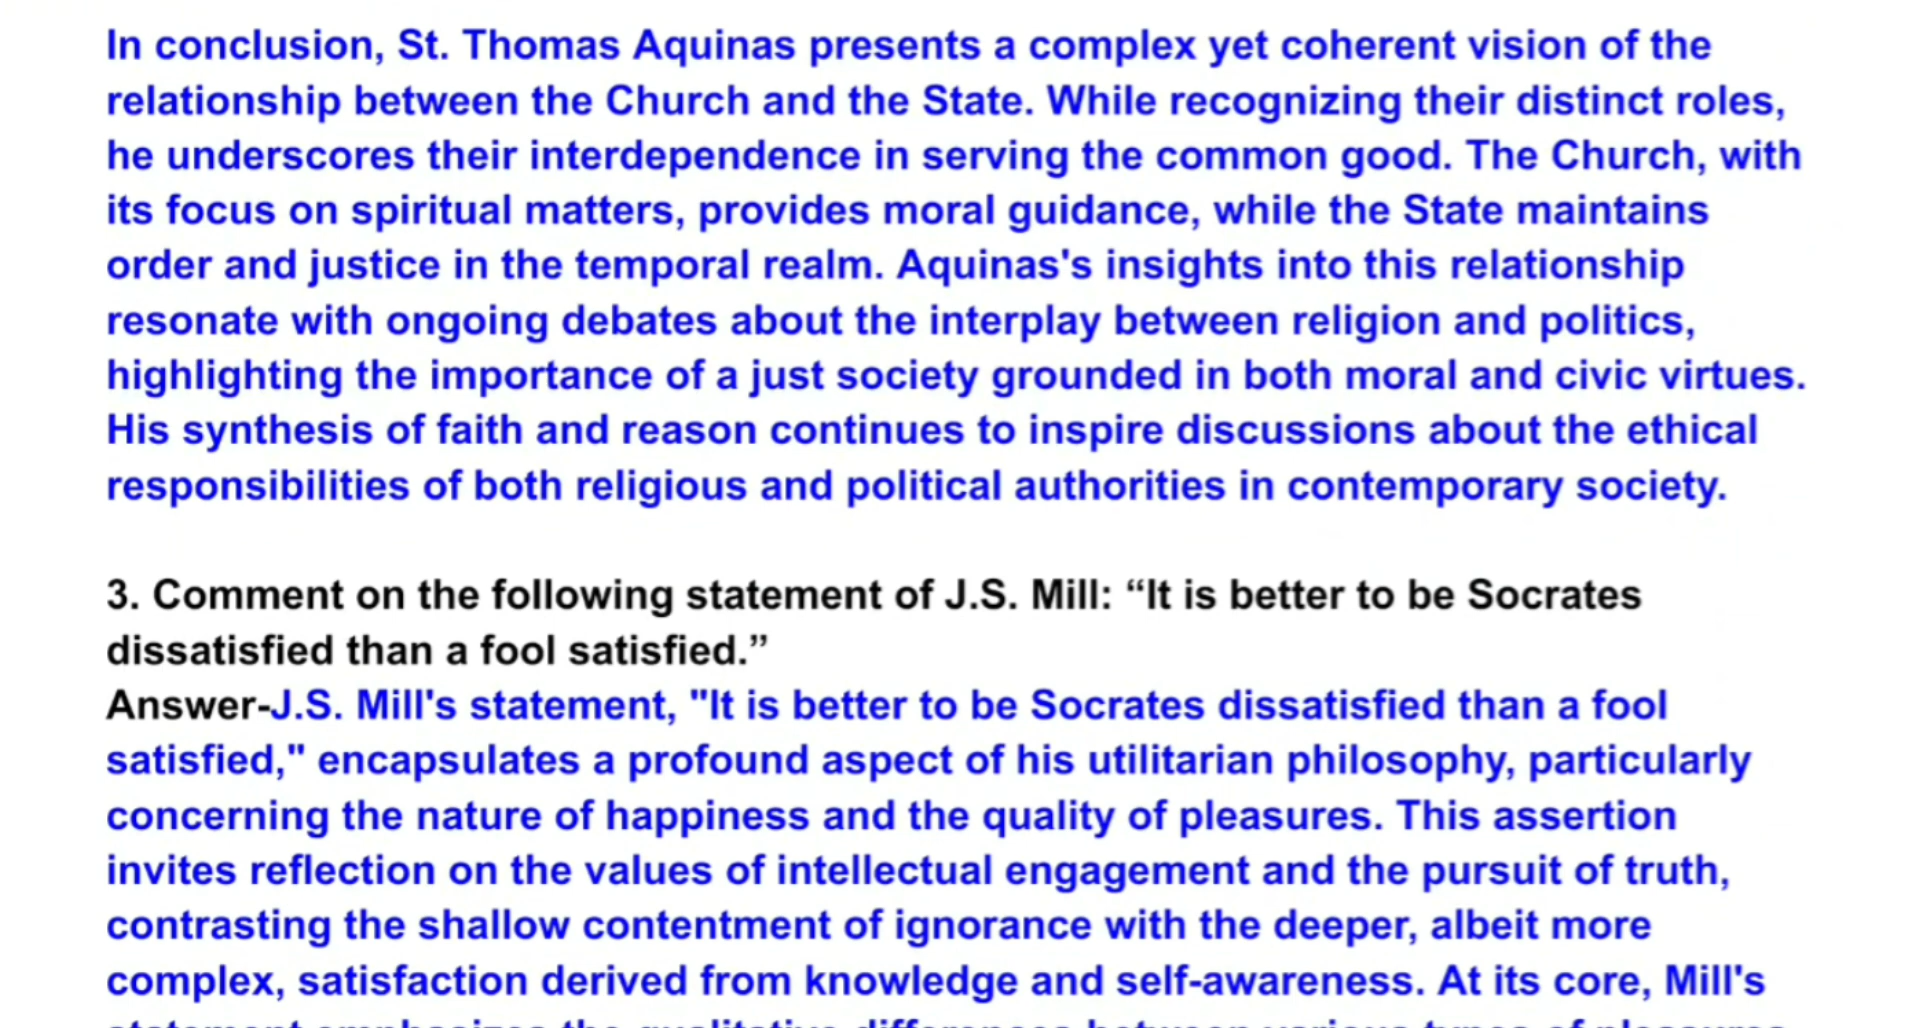 In conclusion, St. Thomas Aquinas presents a complex yet coherent vision of the
relationship between the Church and the State. While recognizing their distinct roles,
he underscores their interdependence in serving the common good. The Church, with
its focus on spiritual matters, provides moral guidance, while the State maintains
order and justice in the temporal realm. Aquinas's insights into this relationship
resonate with ongoing debates about the interplay between religion and politics,
highlighting the importance of a just society grounded in both moral and civic virtues.
His synthesis of faith and reason continues to inspire discussions about the ethical
responsibilities of both religious and political authorities in contemporary society.
3. Comment on the following statement of J.S. Mill: “It is better to be Socrates
dissatisfied than a fool satisfied.”
Answer-J.S. Mill's statement, "It is better to be Socrates dissatisfied than a fool
satisfied," encapsulates a profound aspect of his utilitarian philosophy, particularly
concerning the nature of happiness and the quality of pleasures. This assertion
invites reflection on the values of intellectual engagement and the pursuit of truth,
contrasting the shallow contentment of ignorance with the deeper, albeit more
complex, satisfaction derived from knowledge and self-awareness. At its core, Mill's
statement emphasizes the qualitative differences between various types of pleasures